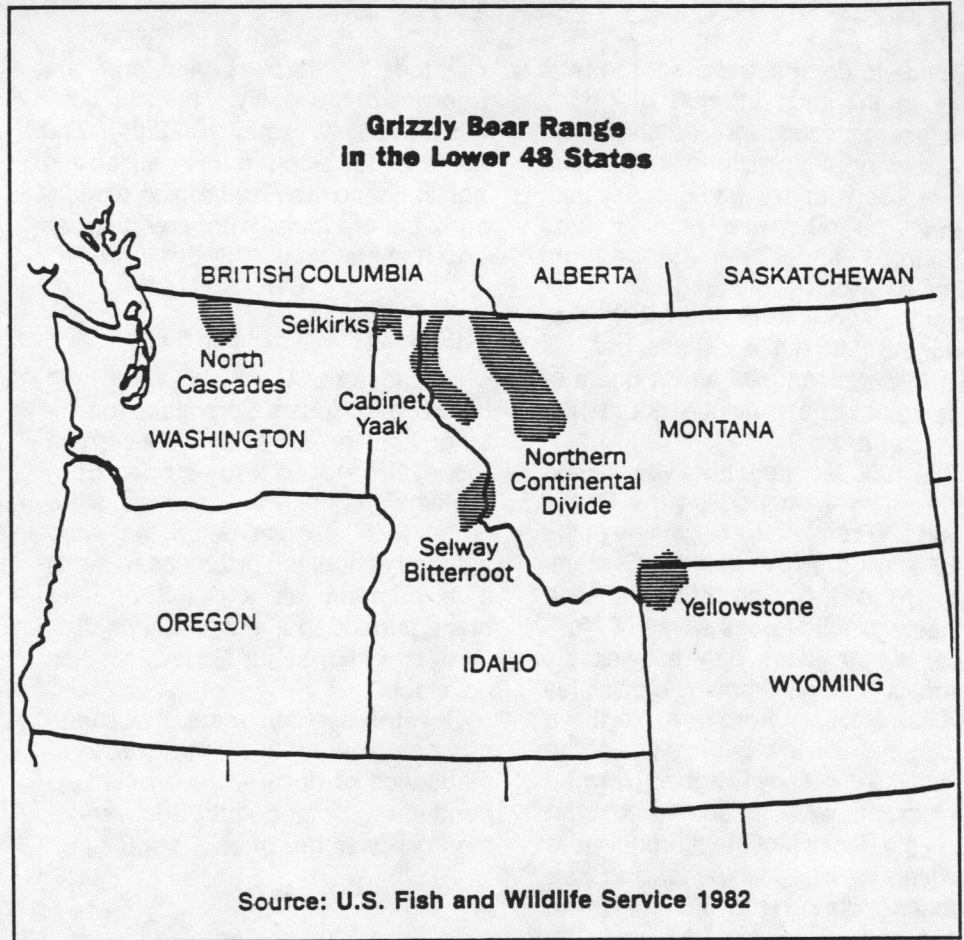 Grizzly Bear Range
in the Lower 48 States
BRITISH COLUMBIA
ALBERTA
SASKATCHEWAN
Selkirks
North
Cascades
Cabinet
Yaak
WASHINGTON
MONTANA
Northern
Continental
Divide
Selway
Bitterroot
OREGON
Yellowstone
IDAHO
WYOMING
Source: U.S. Fish and Wildlife Service 1982